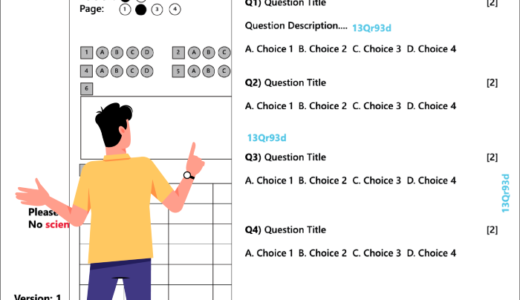 Page: 1 3 4
1 A B C D
2 A B C
4 A B C D
5 A B C
6
Please
No scien
Version: 1
Q1) Question Title [2]
Question Description.... 13Qr93d
A. Choice 1 B. Choice 2 C. Choice 3 D. Choice 4
Q2) Question Title [2]
A. Choice 1 B. Choice 2 C. Choice 3 D. Choice 4
13Qr93d
Q3) Question Title [2]
A. Choice 1 B. Choice 2 C. Choice 3 D. Choice 4
13Qr93d
Q4) Question Title [2]
A. Choice 1 B. Choice 2 C. Choice 3 D. Choice 4